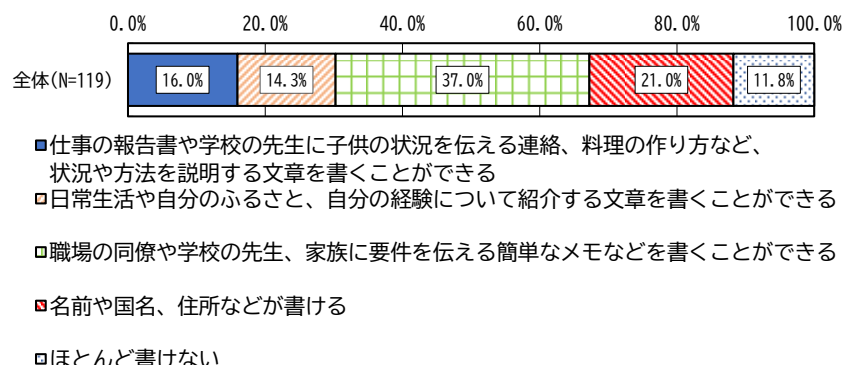 0.0% 20.0% 40.0% 60.0% 80.0% 100.0%
全体(N=119) 16.0% 14.3% 37.0% 21.0% 11.8%
仕事の報告書や学校の先生に子供の状況を伝える連絡、料理の作り方など、
状況や方法を説明する文章を書くことができる
日常生活や自分のふるさと、自分の経験について紹介する文章を書くことができる
職場の同僚や学校の先生、家族に要件を伝える簡単なメモなどを書くことができる
名前や国名、住所などが書ける
ほとんど書けない